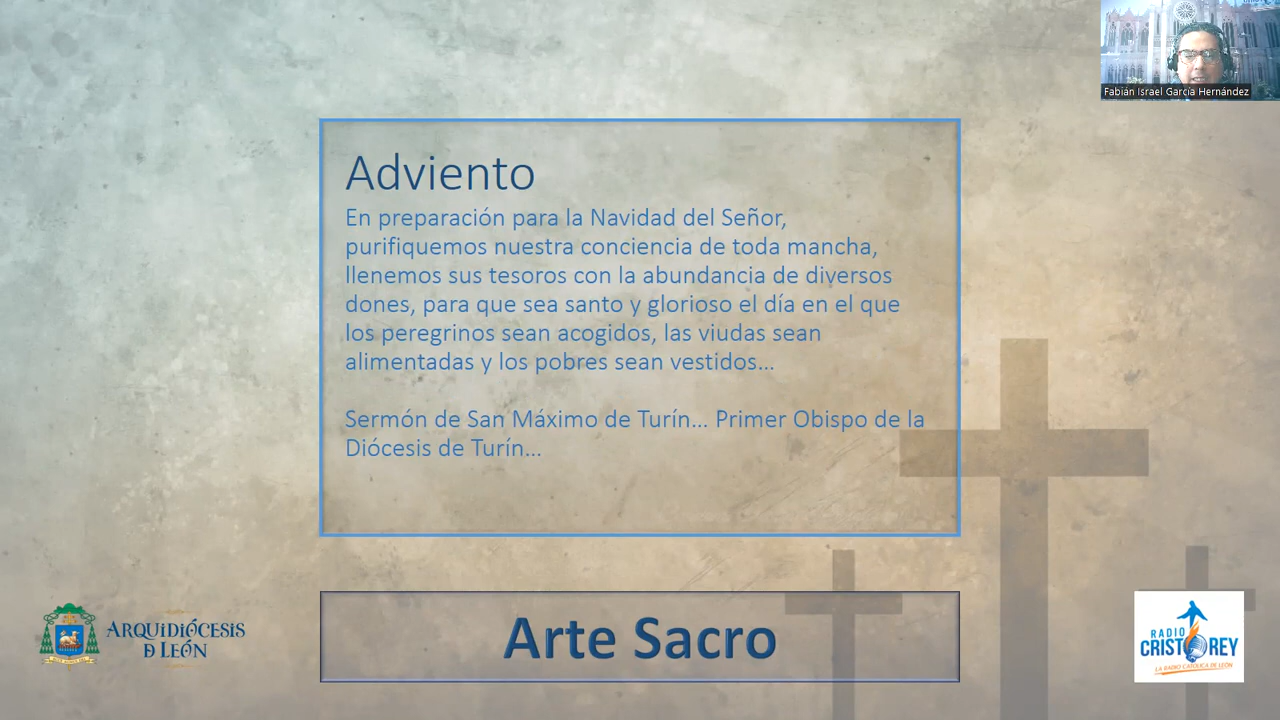 Fabián Israel García Hernández
Adviento
En preparación para la Navidad del Señor,
purifiquemos nuestra conciencia de toda mancha,
llenemos sus tesoros con la abundancia de diversos
dones, para que sea santo y glorioso el día en el que
los peregrinos sean acogidos, las viudas sean
alimentadas y los pobres sean vestidos...
Sermón de San Máximo de Turín... Primer Obispo de la
Diócesis de Turín...
Arte Sacro
ARQUIDIÓCESIS
D LEÓN
RADIO
CRISTO REY
LA RADIO CATÓLICA DE LEÓN